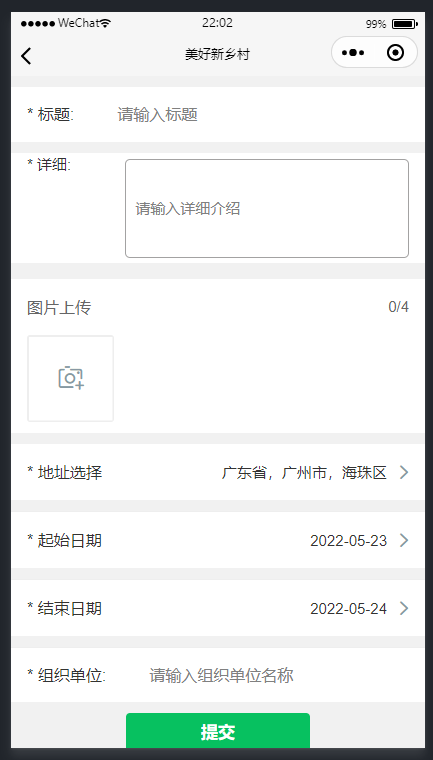 WeChat 22:02 99%
美好新乡村
* 标题: 请输入标题
* 详细:
请输入详细介绍
图片上传 0/4
* 地址选择 广东省，广州市，海珠区
* 起始日期 2022-05-23
* 结束日期 2022-05-24
* 组织单位: 请输入组织单位名称
提交